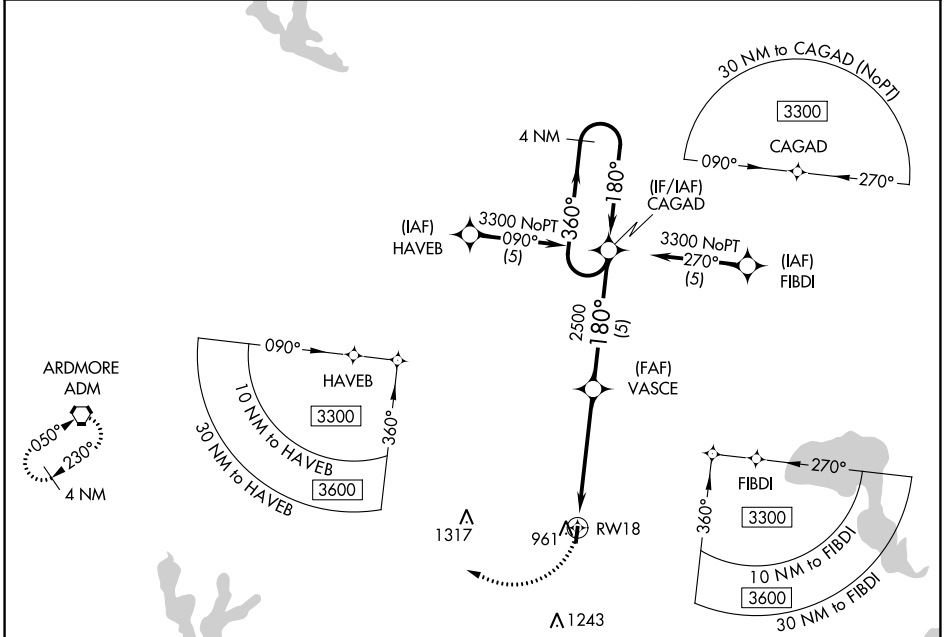 30 NM to CAGAD (NoPT)
3300
CAGAD
090°
270°
4 NM
360°
180°
(IF/IAF)
CAGAD
(IAF)
HAVEB
3300 NoPT
090°
(5)
3300 NoPT
270°
(5)
(IAF)
FIBDI
2500
180°
(5)
(FAF)
VASCE
ARDMORE
ADM
050°
230°
4 NM
090°
HAVEB
3300
360°
10 NM to HAVEB
3600
30 NM to HAVEB
270°
FIBDI
3300
360°
10 NM to FIBDI
3600
30 NM to FIBDI
1317
961
RW18
1243